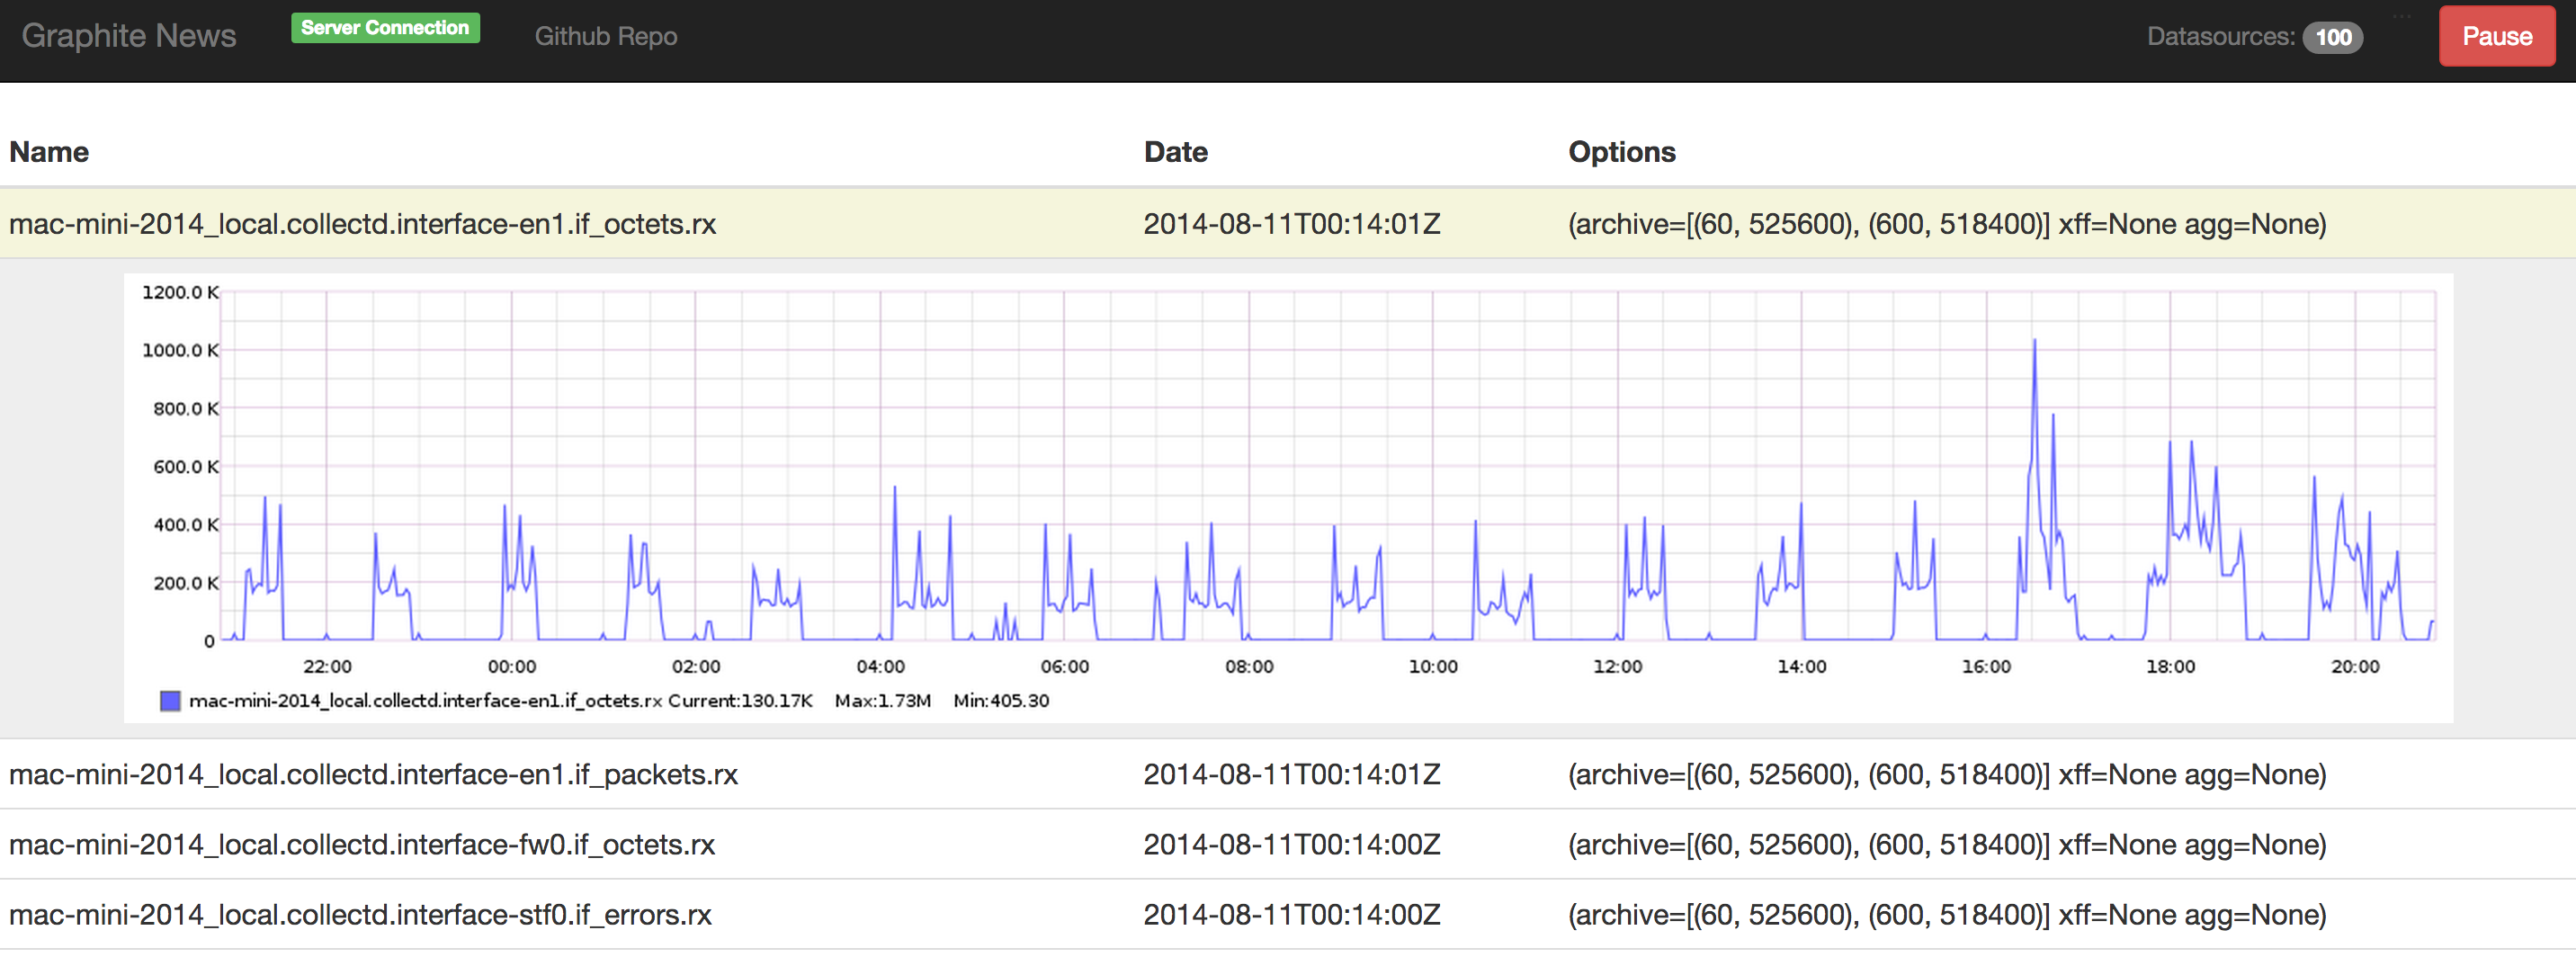 Graphite News Server Connection Github Repo Datasources: 100 ... Pause
Name Date Options
mac-mini-2014_local.collectd.interface-en1.if_octets.rx 2014-08-11T00:14:01Z (archive=[(60, 525600), (600, 518400)] xff=None agg=None)
1200.0 K
1000.0 K
800.0 K
600.0 K
400.0 K
200.0 K
0
22:00 00:00 02:00 04:00 06:00 08:00 10:00 12:00 14:00 16:00 18:00 20:00
mac-mini-2014_local.collectd.interface-en1.if_octets.rx Current:130.17K Max:1.73M Min:405.30
mac-mini-2014_local.collectd.interface-en1.if_packets.rx 2014-08-11T00:14:01Z (archive=[(60, 525600), (600, 518400)] xff=None agg=None)
mac-mini-2014_local.collectd.interface-fw0.if_octets.rx 2014-08-11T00:14:00Z (archive=[(60, 525600), (600, 518400)] xff=None agg=None)
mac-mini-2014_local.collectd.interface-stf0.if_errors.rx 2014-08-11T00:14:00Z (archive=[(60, 525600), (600, 518400)] xff=None agg=None)